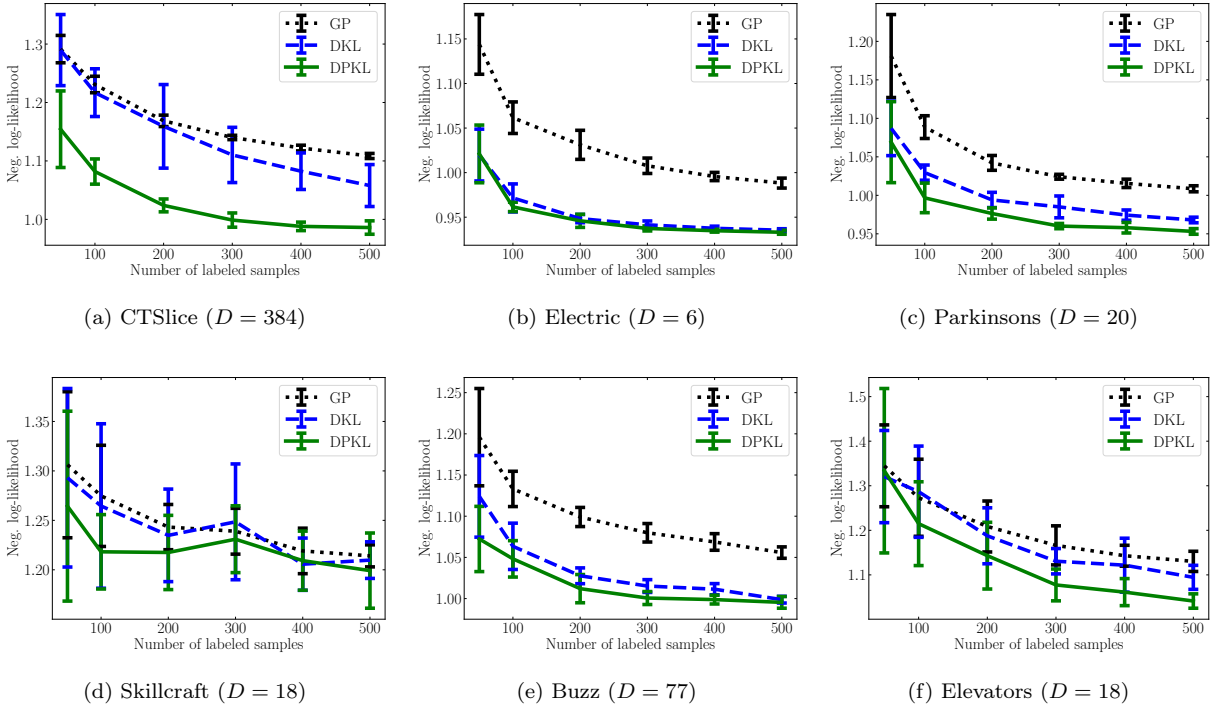 GP
DKL
DPKL
1.3
1.2
1.1
1.0
Neg. log-likelihood
100 200 300 400 500
Number of labeled samples
(a) CTSlice (D = 384)
GP
DKL
DPKL
1.15
1.10
1.05
1.00
0.95
Neg. log-likelihood
100 200 300 400 500
Number of labeled samples
(b) Electric (D = 6)
GP
DKL
DPKL
1.20
1.15
1.10
1.05
1.00
0.95
Neg. log-likelihood
100 200 300 400 500
Number of labeled samples
(c) Parkinsons (D = 20)
GP
DKL
DPKL
1.35
1.30
1.25
1.20
Neg. log-likelihood
100 200 300 400 500
Number of labeled samples
(d) Skillcraft (D = 18)
GP
DKL
DPKL
1.25
1.20
1.15
1.10
1.05
1.00
Neg. log-likelihood
100 200 300 400 500
Number of labeled samples
(e) Buzz (D = 77)
GP
DKL
DPKL
1.5
1.4
1.3
1.2
1.1
Neg. log-likelihood
100 200 300 400 500
Number of labeled samples
(f) Elevators (D = 18)